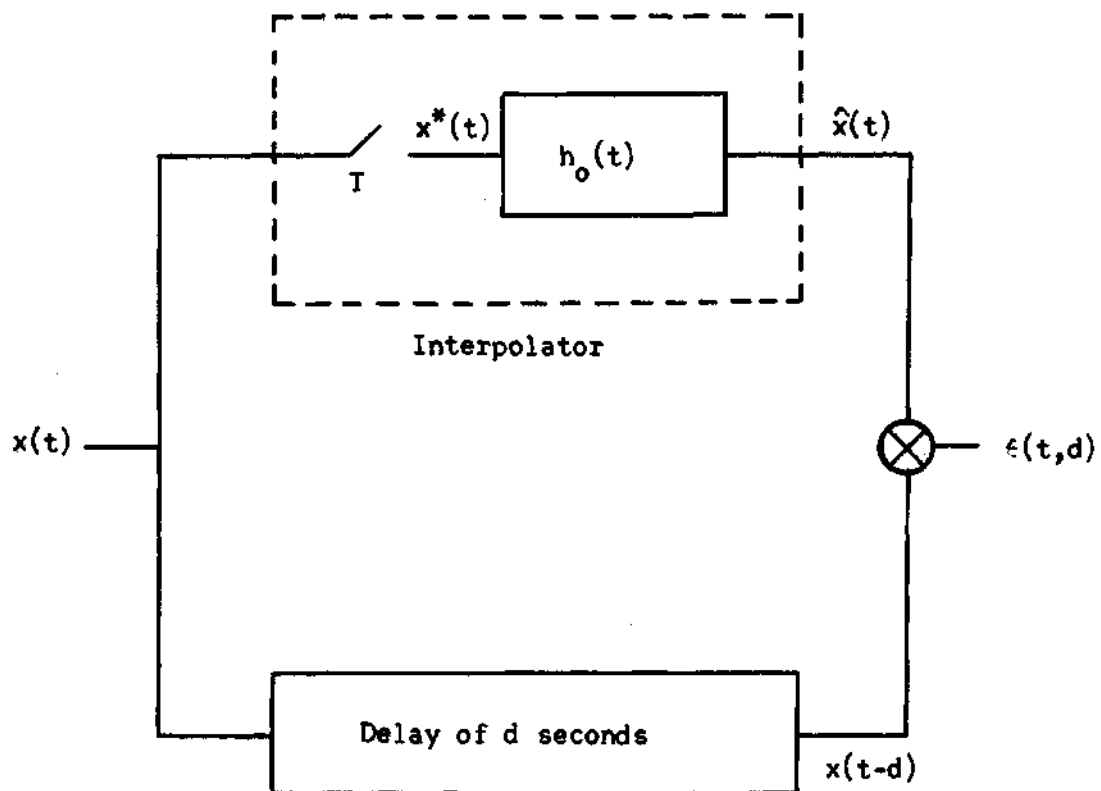 x*(t)
h_o(t)
x̂(t)
T
Interpolator
x(t)
ϵ(t,d)
Delay of d seconds
x(t-d)